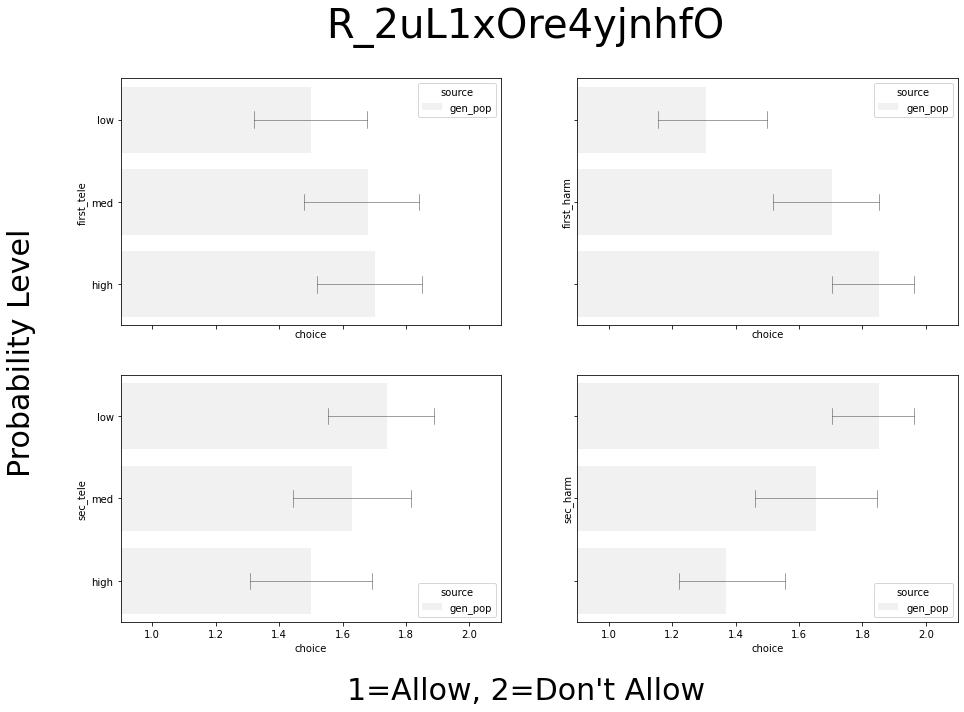 R_2uL1xOre4yjnhfO
source
gen_pop
low
med
high
first_tele
choice
source
gen_pop
first_harm
choice
Probability Level
low
med
high
sec_tele
source
gen_pop
1.0 1.2 1.4 1.6 1.8 2.0
choice
sec_harm
source
gen_pop
1.0 1.2 1.4 1.6 1.8 2.0
choice
1=Allow, 2=Don't Allow